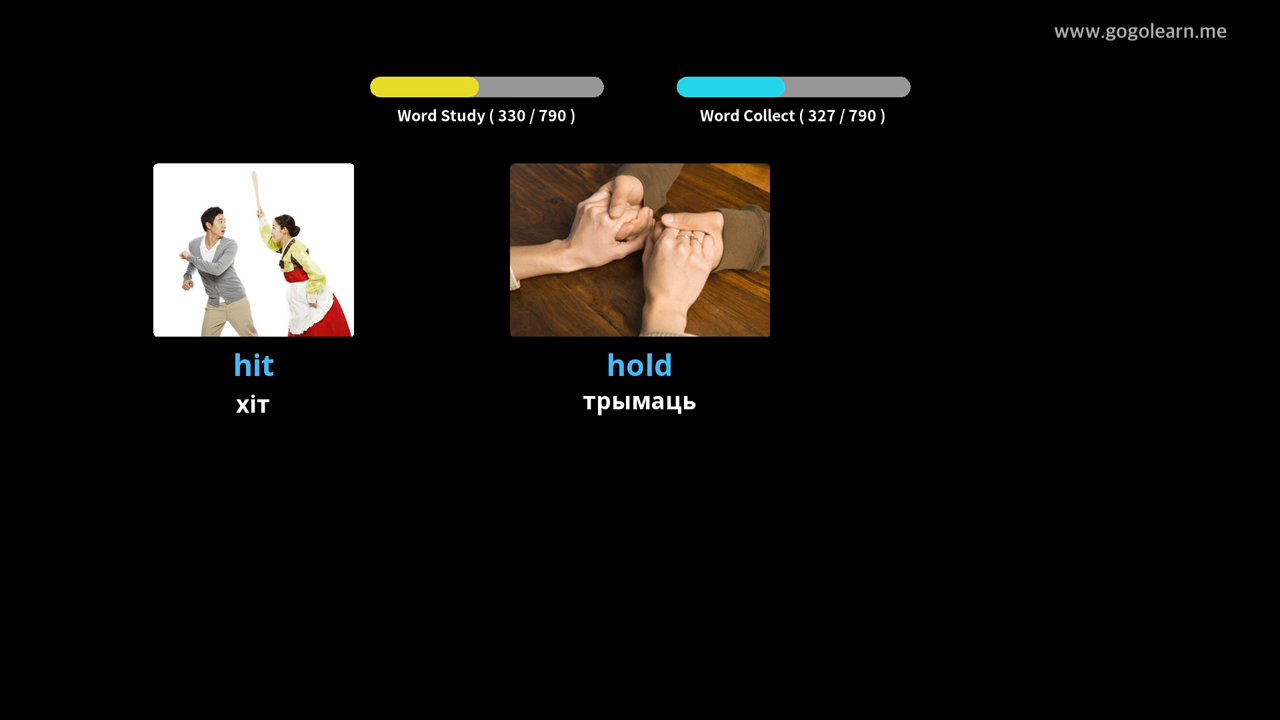 www.gogolearn.me
Word Study ( 330 / 790 )
Word Collect ( 327 / 790 )
hit
хіт
hold
трымаць